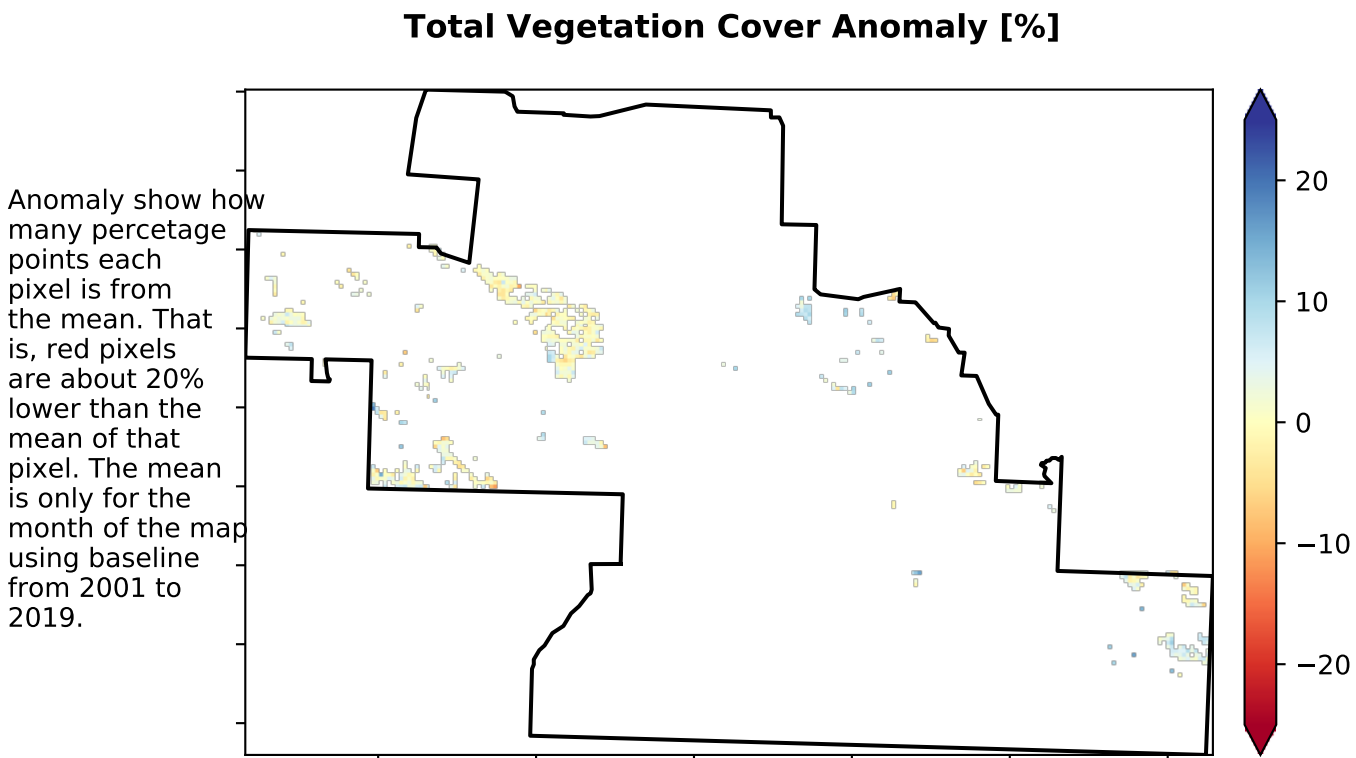 Total Vegetation Cover Anomaly [%]
Anomaly show how
many percetage
points each
pixel is from
the mean. That
is, red pixels
are about 20%
lower than the
mean of that
pixel. The mean
is only for the
month of the map
using baseline
from 2001 to
2019.
20
10
0
−10
−20